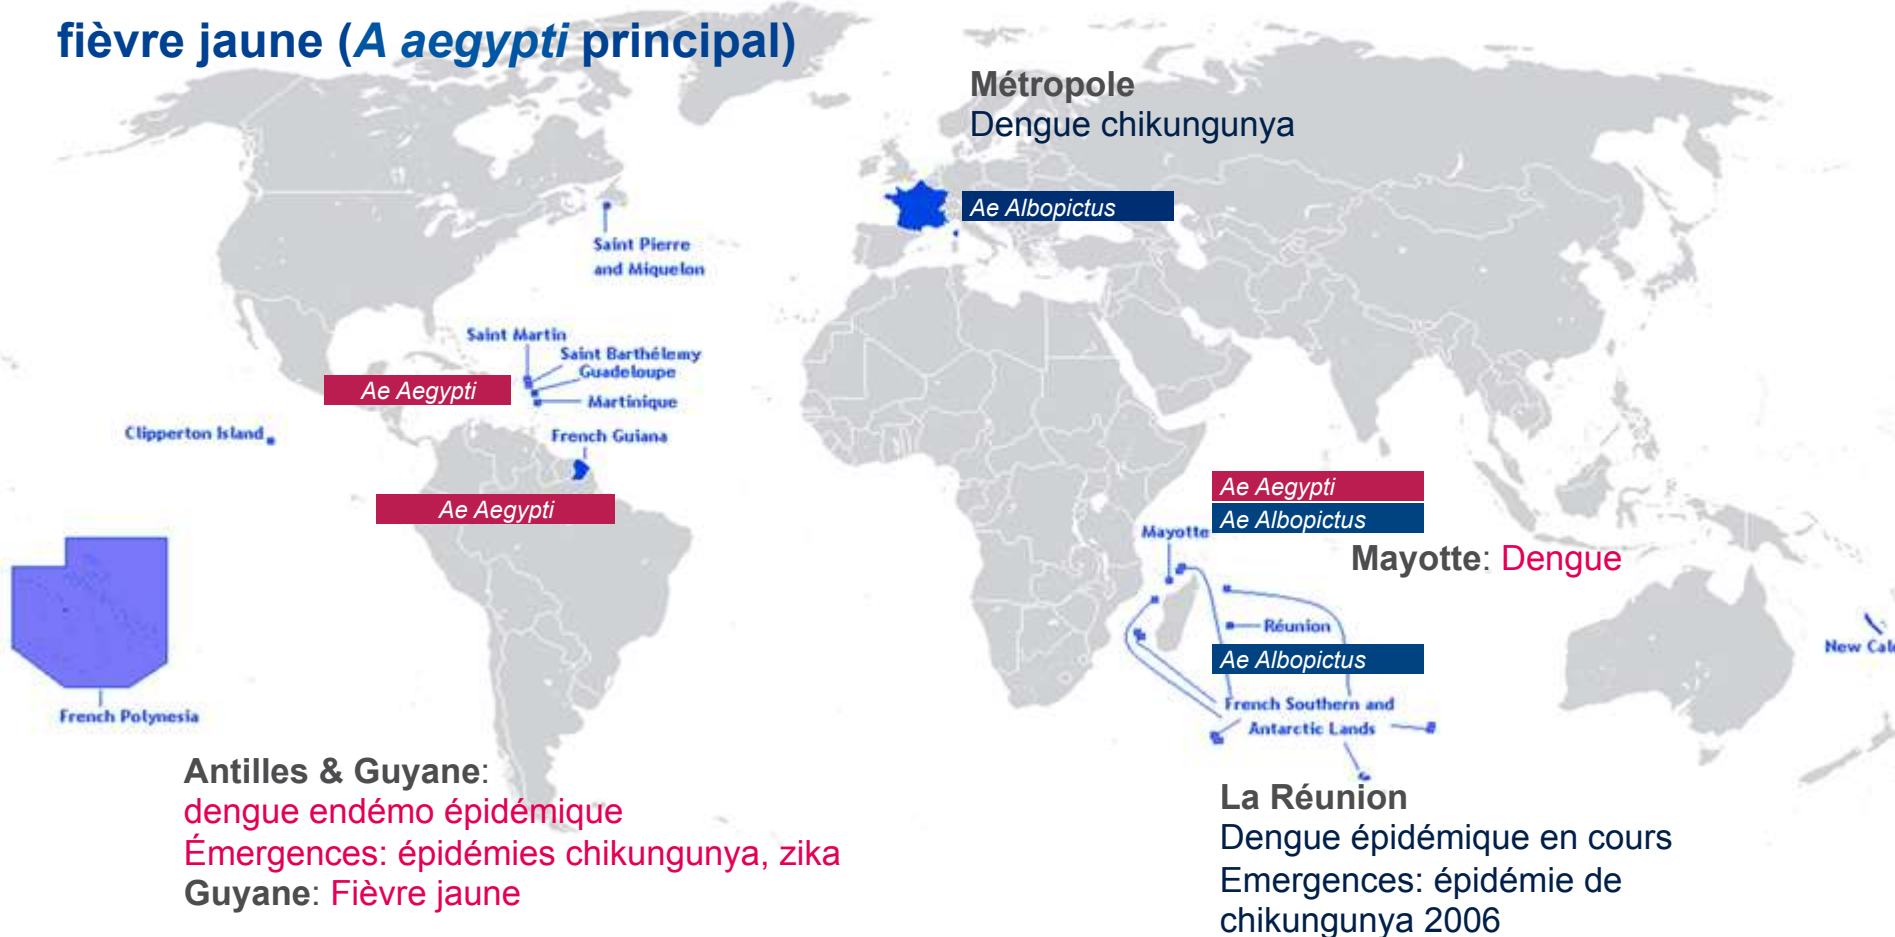 fièvre jaune (A aegypti principal)
Métropole
Dengue chikungunya
Ae Albopictus
Saint Pierre
and Miquelon
Saint Martin
Saint Barthélemy
Guadeloupe
Ae Aegypti
Martinique
Clipperton Island
French Guiana
Ae Aegypti
Ae Aegypti
Ae Albopictus
Mayotte
Mayotte: Dengue
Réunion
Ae Albopictus
New Cal
French Southern and
Antarctic Lands
French Polynesia
Antilles & Guyane:
dengue endémo épidémique
Émergences: épidémies chikungunya, zika
Guyane: Fièvre jaune
La Réunion
Dengue épidémique en cours
Emergences: épidémie de
chikungunya 2006